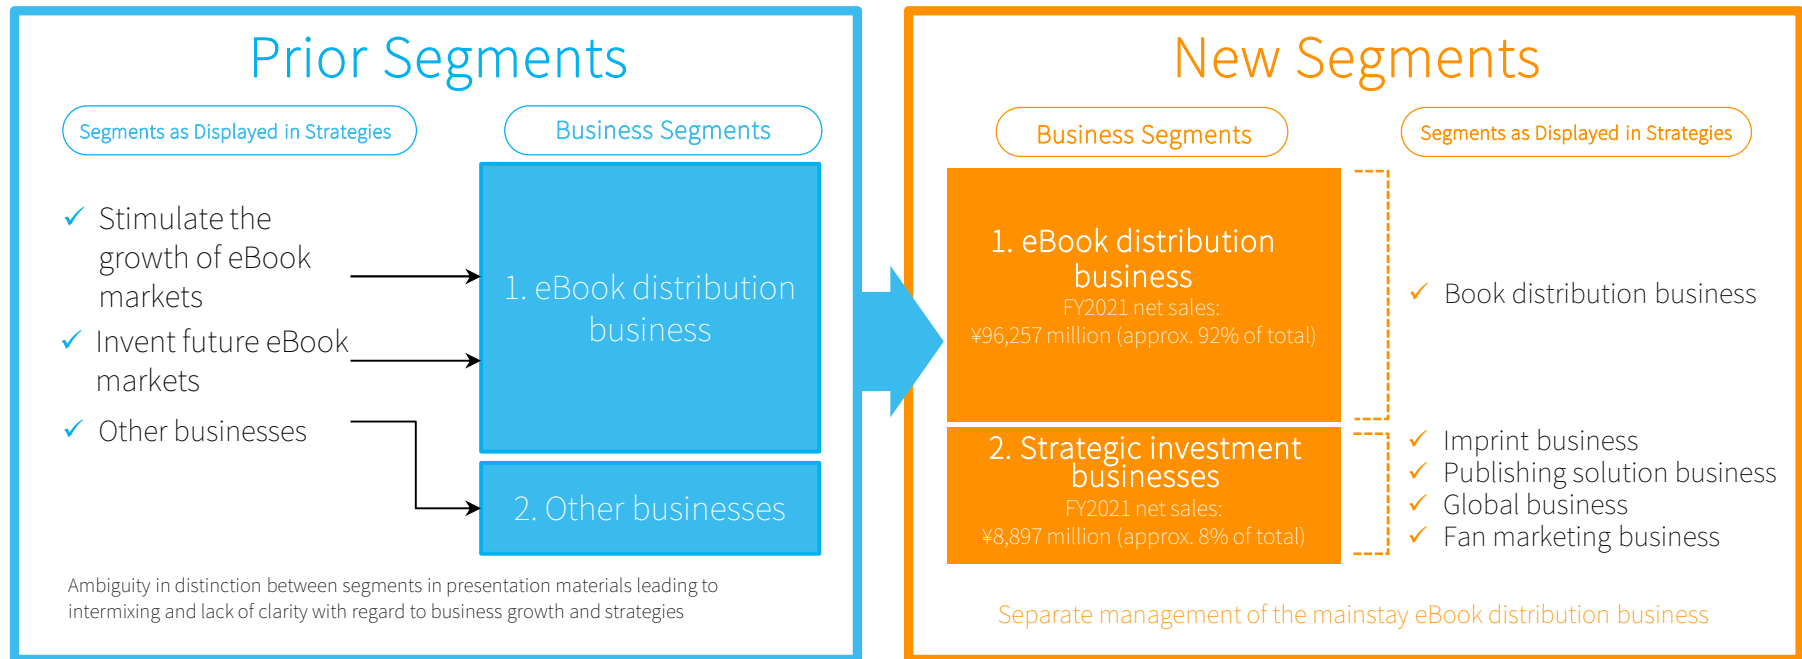 Prior Segments
Segments as Displayed in Strategies
Business Segments
Stimulate the
growth of eBook
markets
Invent future eBook
markets
Other businesses
1. eBook distribution
business
2. Other businesses
Ambiguity in distinction between segments in presentation materials leading to
intermixing and lack of clarity with regard to business growth and strategies
New Segments
Business Segments
Segments as Displayed in Strategies
1. eBook distribution
business
FY2021 net sales:
¥96,257 million (approx. 92% of total)
Book distribution business
2. Strategic investment
businesses
FY2021 net sales:
¥8,897 million (approx. 8% of total)
Imprint business
Publishing solution business
Global business
Fan marketing business
Separate management of the mainstay eBook distribution business